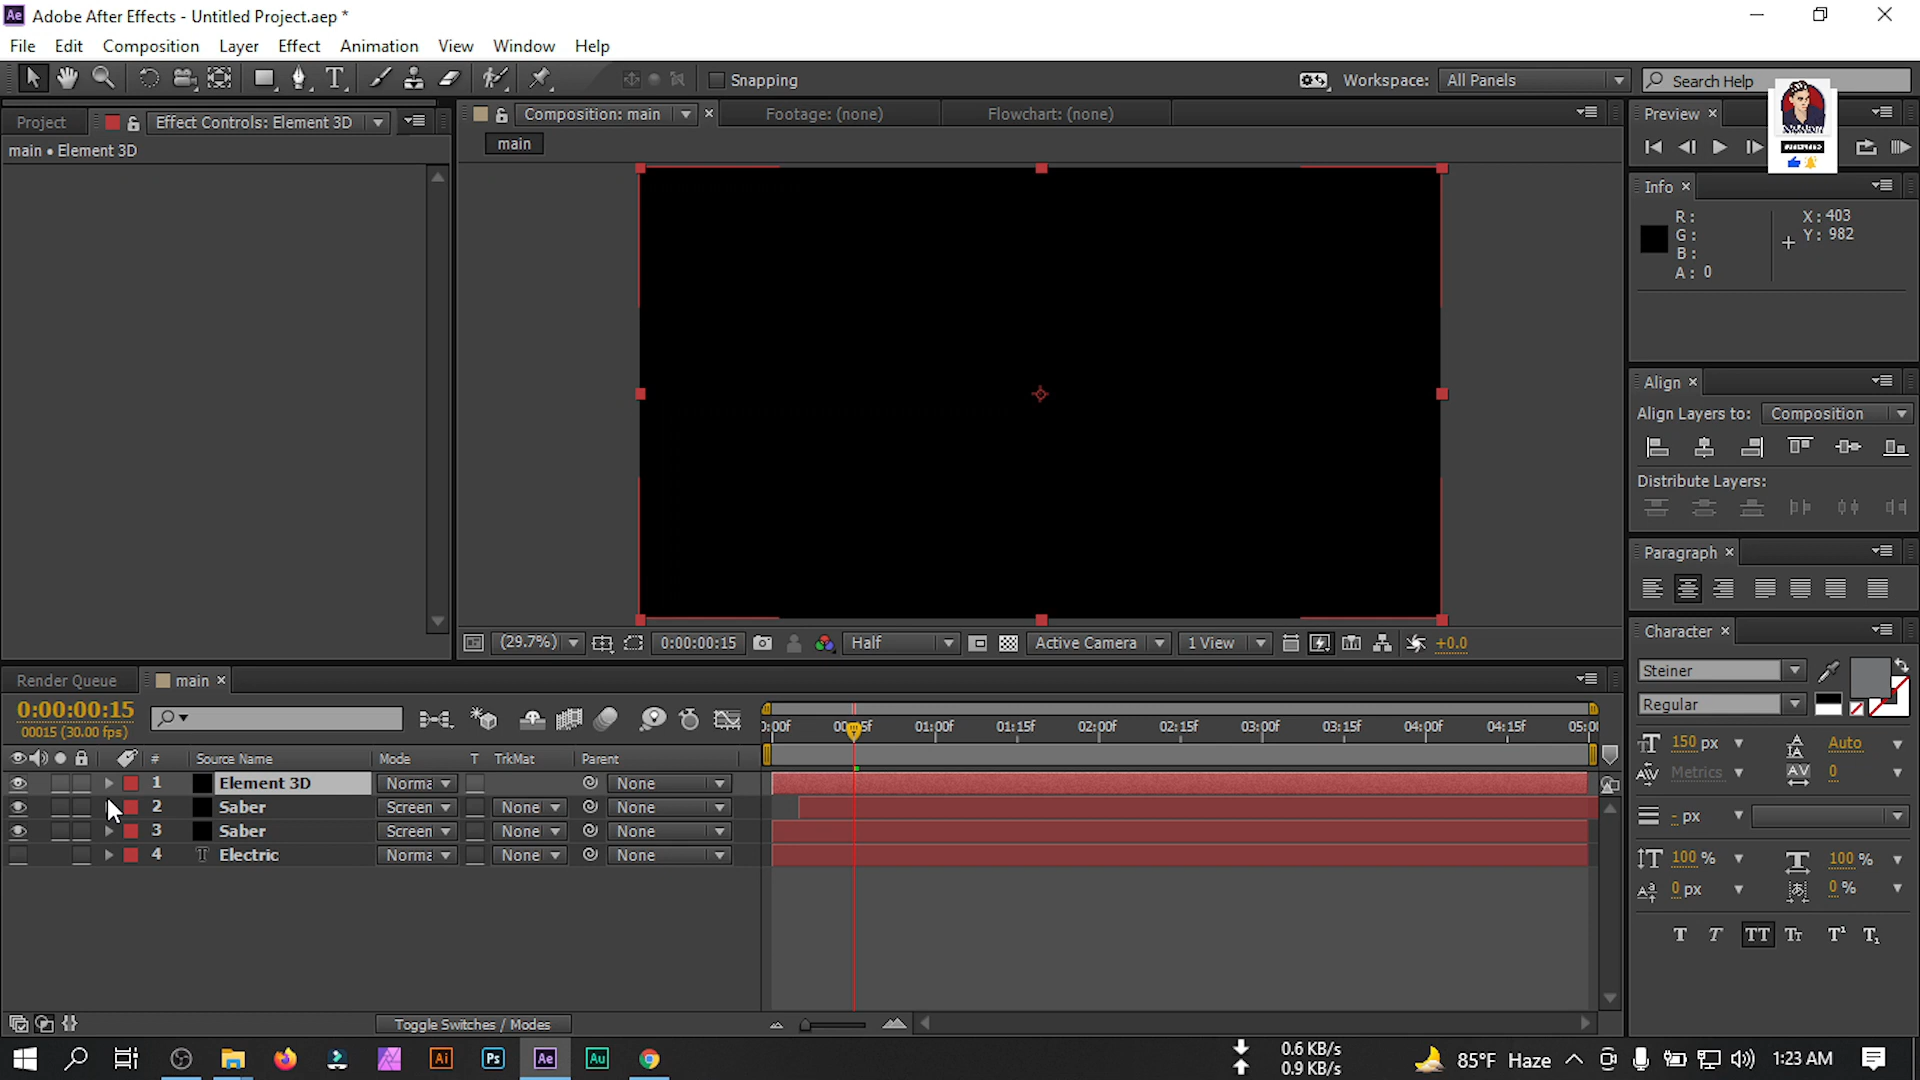 Adobe After Effects - Untitled Project.aep *
File Edit Composition Layer Effect Animation View Window Help
Snapping
Workspace: All Panels
Search Help
Project
Effect Controls: Element 3D
Composition: main
Footage: (none)
Flowchart: (none)
Preview
main • Element 3D
main
Info
R:
G:
B:
A: 0
X: 403
Y: 982
Align
Align Layers to: Composition
Distribute Layers:
Paragraph
Character
Steiner
Regular
150 px
Auto
Metrics
0
- px
100 %
100 %
0 px
0 %
(29.7%)
0:00:00:15
Half
Active Camera
1 View
+0.0
Render Queue
main
0:00:00:15
00015 (30.00 fps)
# Source Name Mode T TrkMat Parent
1 Element 3D Norma None
2 Saber Screen None None
3 Saber Screen None None
4 T Electric Norma None None
01:00f 01:15f 02:00f 02:15f 03:00f 03:15f 04:00f 04:15f
Toggle Switches / Modes
0.6 KB/s
0.9 KB/s
85°F Haze
1:23 AM